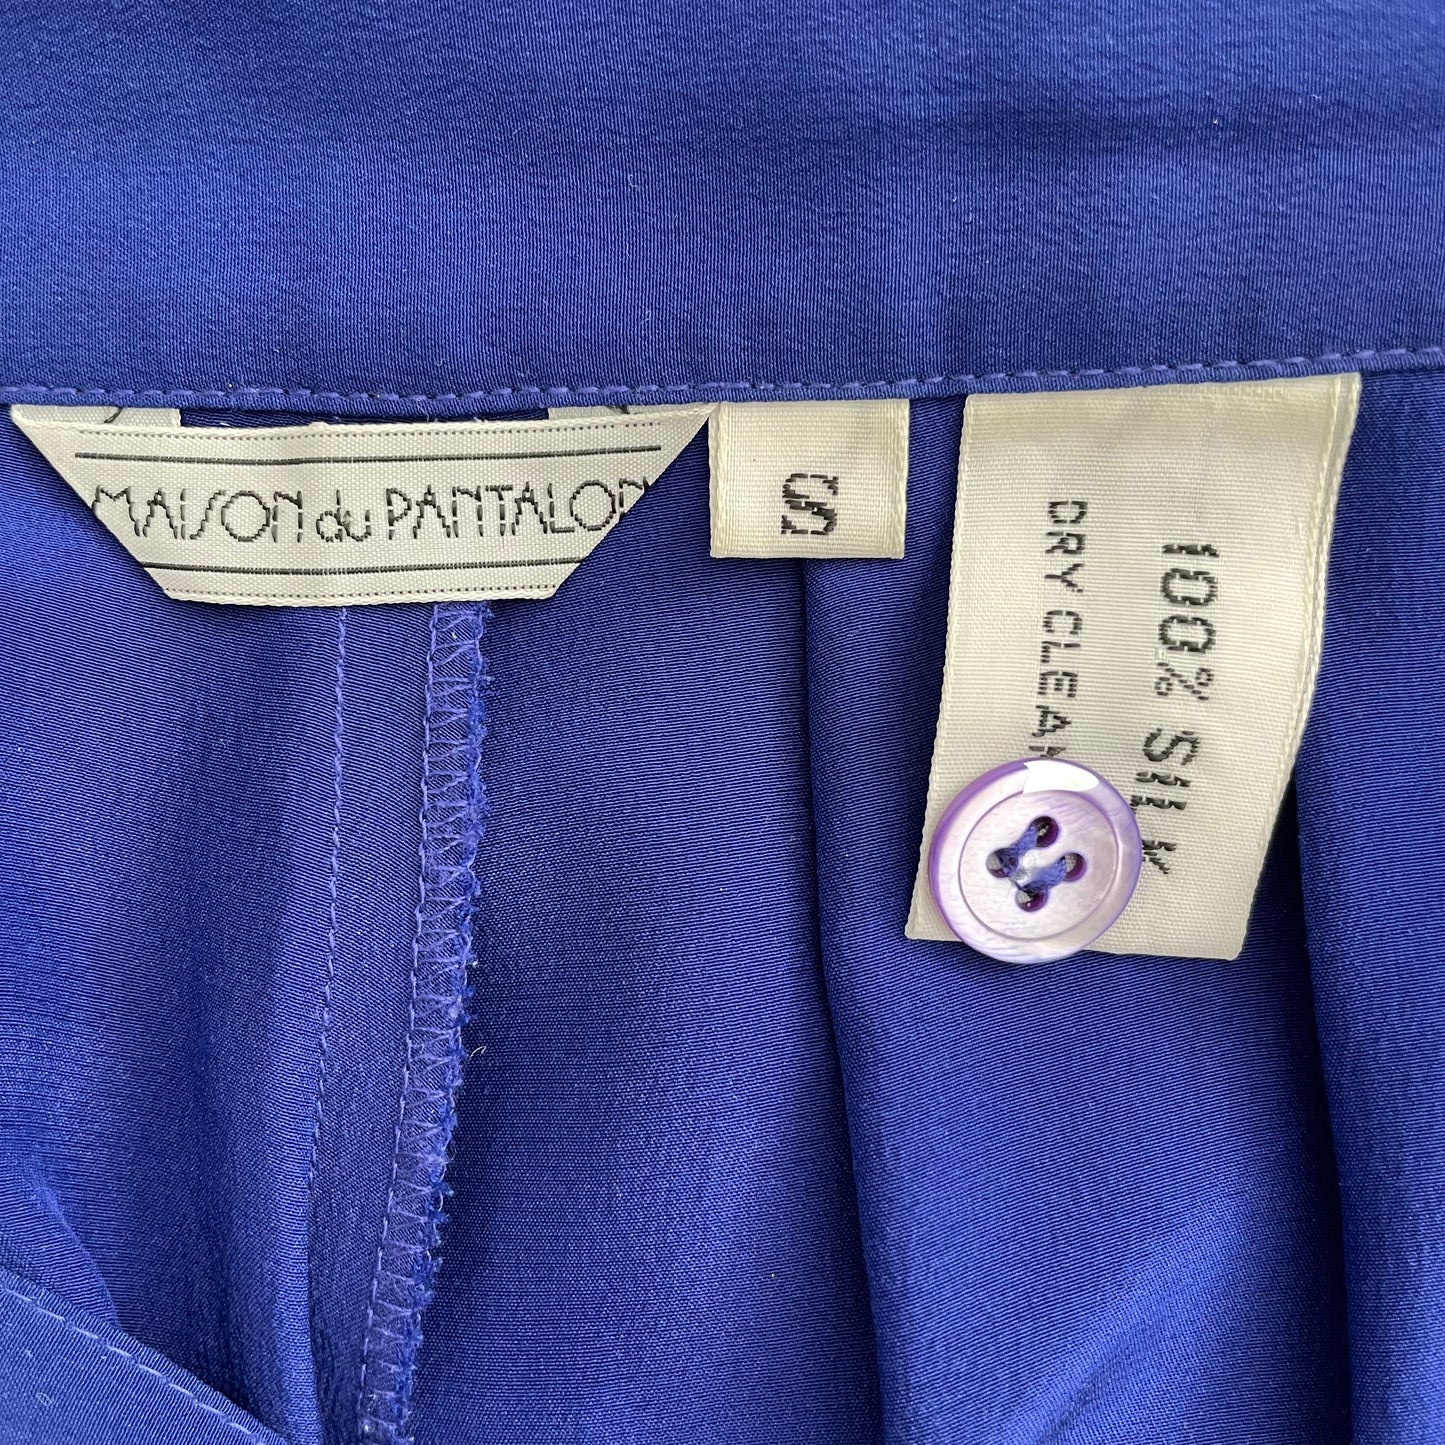 MAISON du PANTALON
S
100% SILK
DRY CLEAN